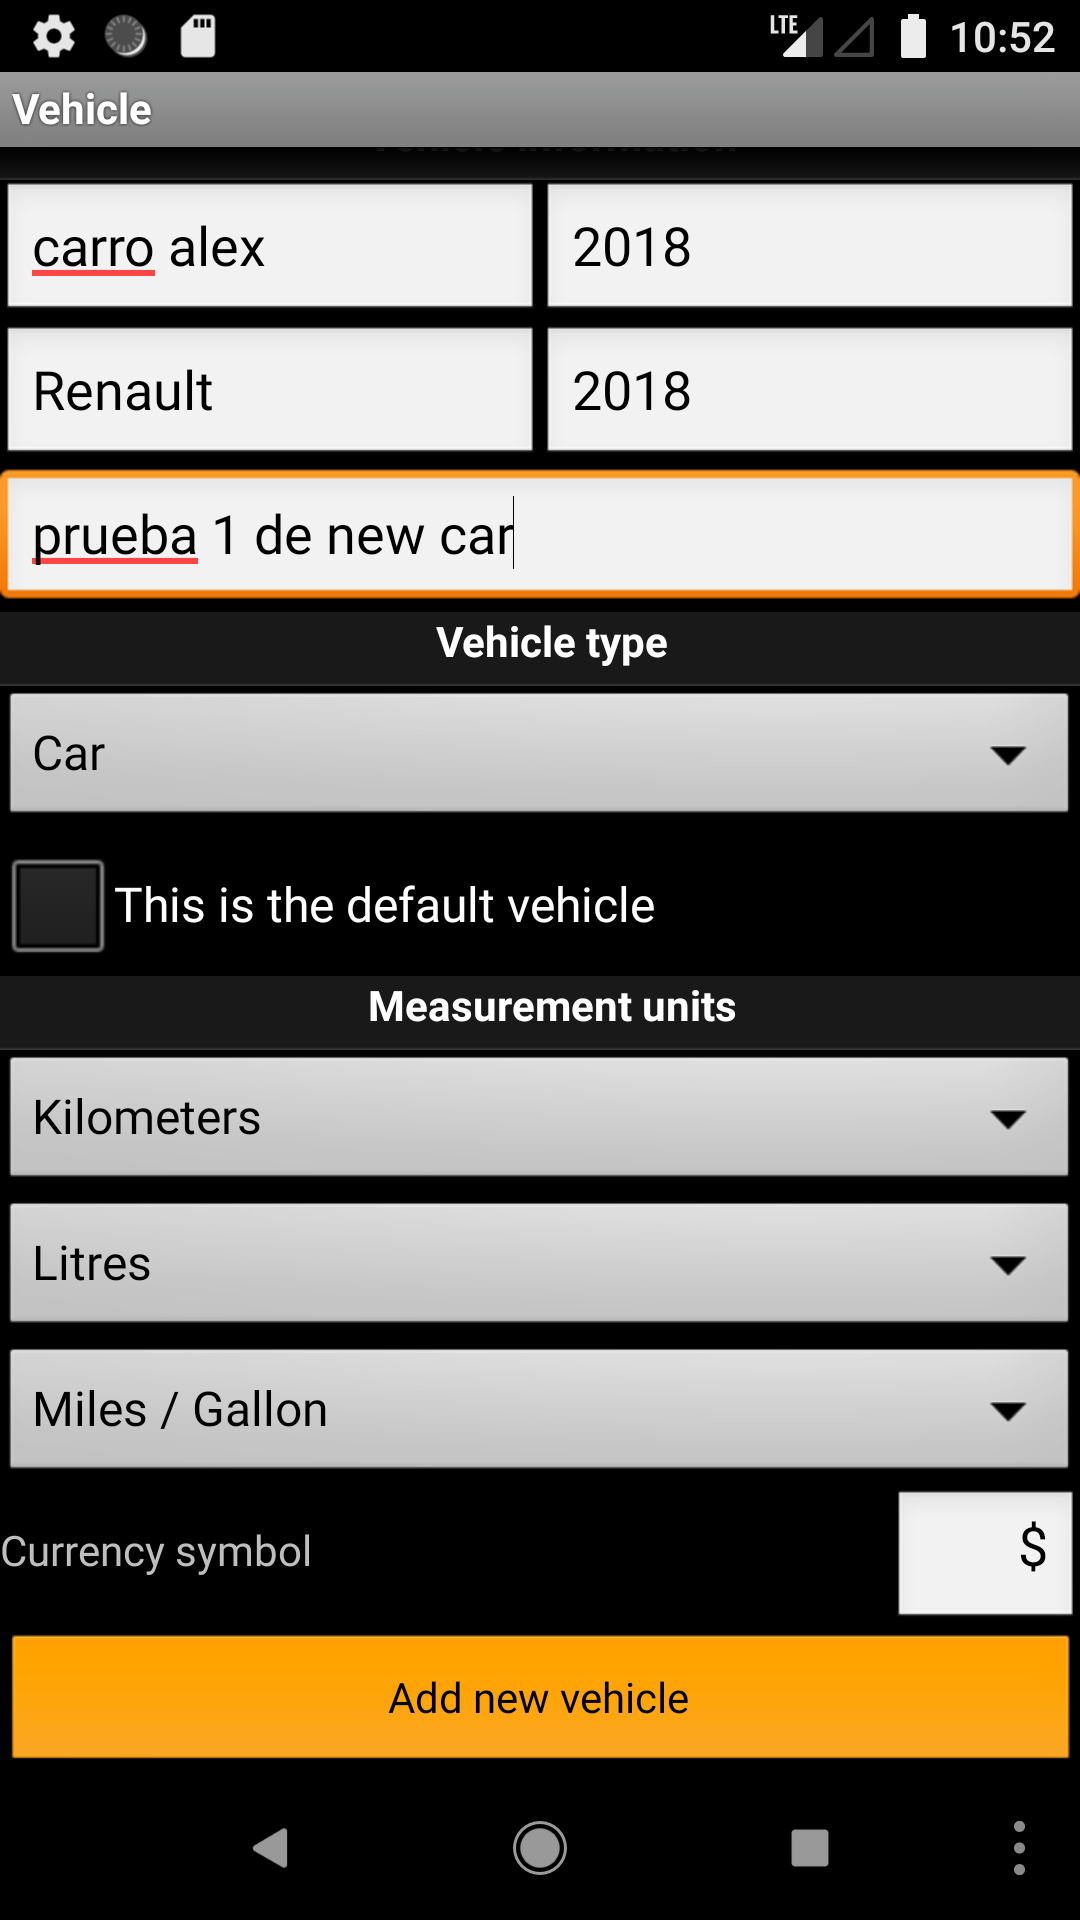 LTE 10:52
Vehicle
carro alex 2018
Renault 2018
prueba 1 de new car
Vehicle type
Car
This is the default vehicle
Measurement units
Kilometers
Litres
Miles / Gallon
Currency symbol $
Add new vehicle